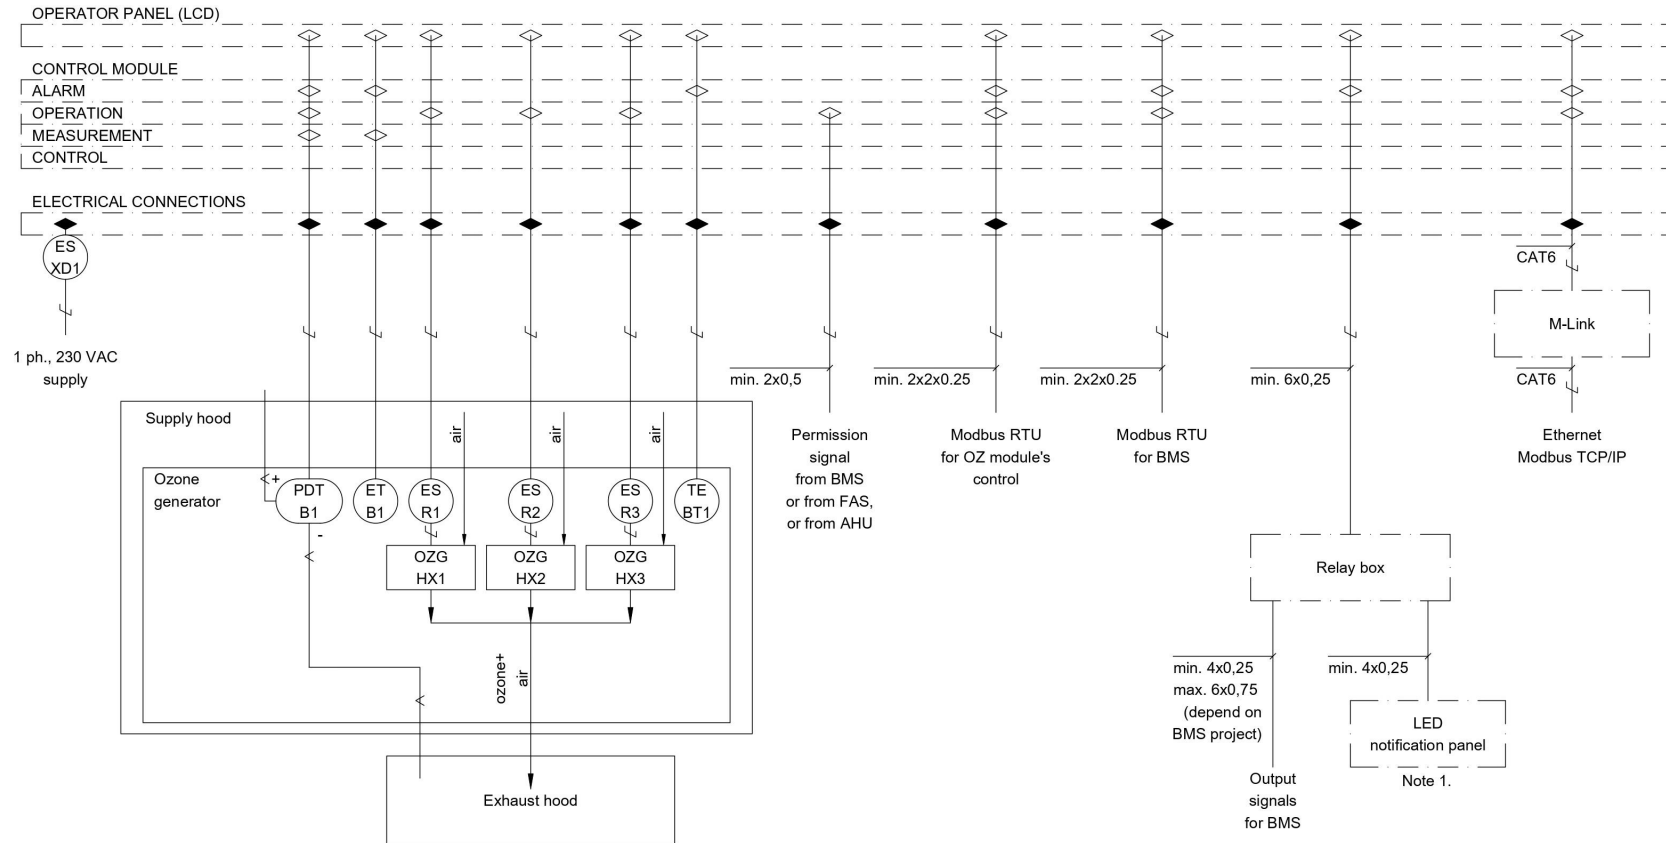 OPERATOR PANEL (LCD)
CONTROL MODULE
ALARM
OPERATION
MEASUREMENT
CONTROL
ELECTRICAL CONNECTIONS
ES
XD1
1 ph., 230 VAC
supply
Supply hood
Ozone
generator
+
PDT
B1
-
ET
B1
ES
R1
ES
R2
ES
R3
TE
BT1
air
air
air
OZG
HX1
OZG
HX2
OZG
HX3
ozone+
air
Exhaust hood
min. 2x0,5
Permission
signal
from BMS
or from FAS,
or from AHU
min. 2x2x0.25
Modbus RTU
for OZ module's
control
min. 2x2x0.25
Modbus RTU
for BMS
min. 6x0,25
Relay box
min. 4x0,25
max. 6x0,75
(depend on
BMS project)
Output
signals
for BMS
min. 4x0,25
LED
notification panel
Note 1.
CAT6
M-Link
CAT6
Ethernet
Modbus TCP/IP